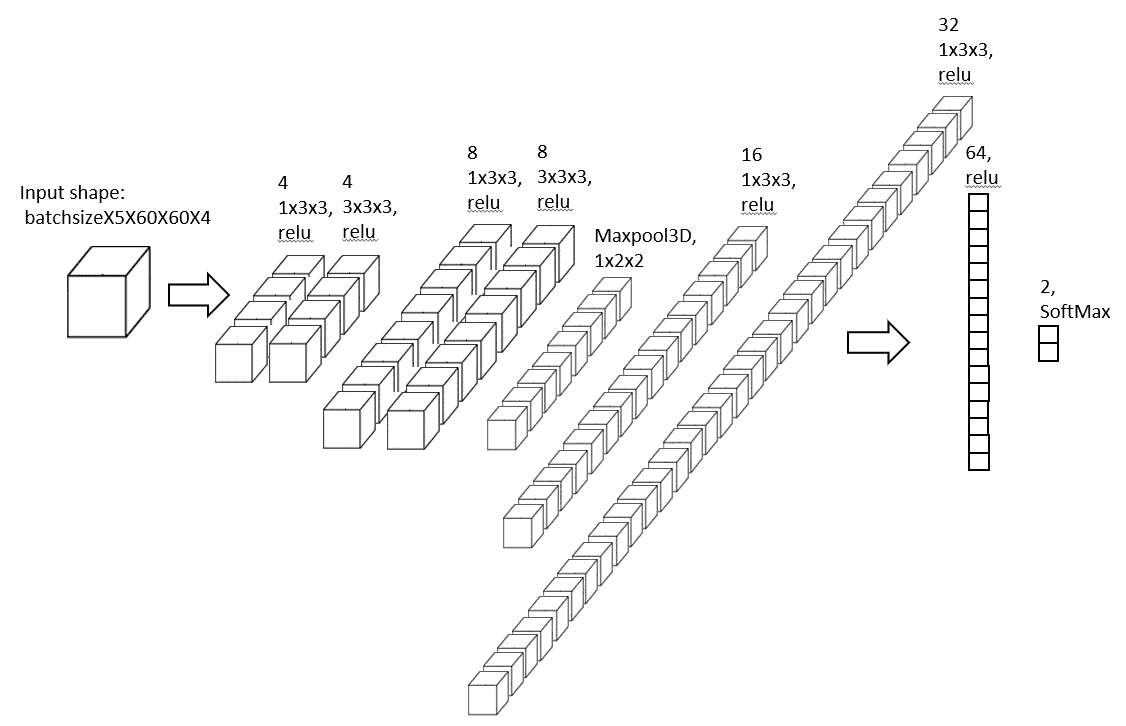 Input shape:
batchsizeX5X60X60X4
4
1x3x3,
relu
4
3x3x3,
relu
8
1x3x3,
relu
8
3x3x3,
relu
Maxpool3D,
1x2x2
16
1x3x3,
relu
32
1x3x3,
relu
64,
relu
2,
SoftMax